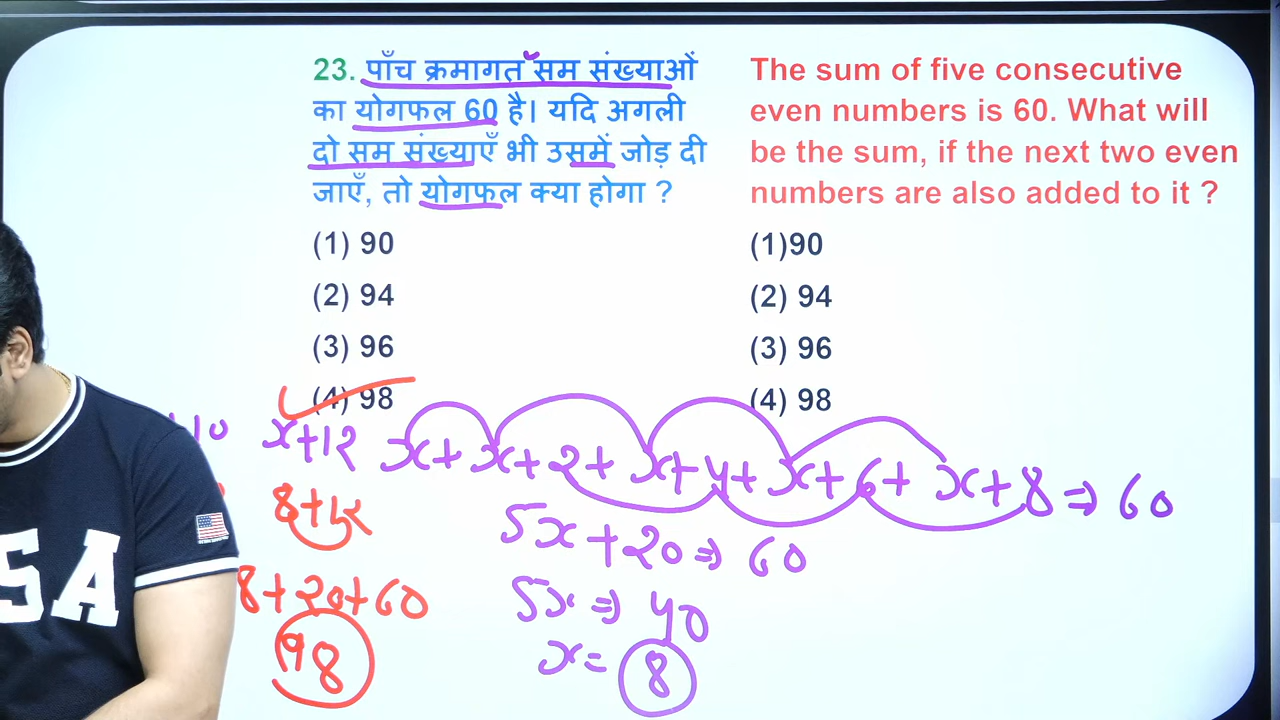 23. पाँच क्रमागत सम संख्याओं
का योगफल 60 है। यदि अगली
दो सम संख्याएँ भी उसमें जोड़ दी
जाएँ, तो योगफल क्या होगा ?
(1) 90
(2) 94
(3) 96
(4) 98
The sum of five consecutive
even numbers is 60. What will
be the sum, if the next two even
numbers are also added to it ?
(1)90
(2) 94
(3) 96
(4) 98
x+12
x+x+2+x+4+x+6+x+8⇒60
5x+20⇒60
5x⇒40
x=8
8+20+60
98
SA